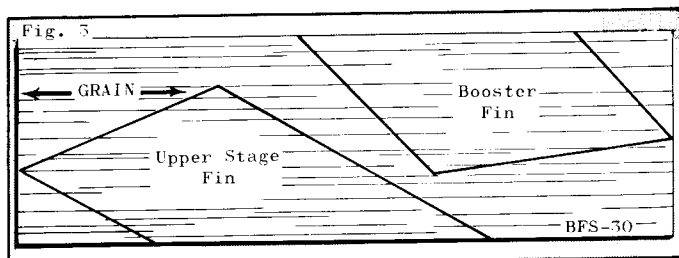 Fig. 3
GRAIN
Booster
Fin
Upper Stage
Fin
BFS-30